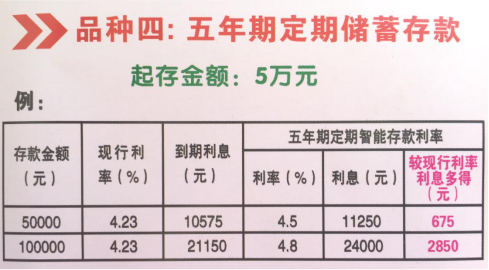 品种四: 五年期定期储蓄存款
起存金额: 5万元
例:
存款金额
(元)
现行利
率(%)
到期利息
(元)
五年期定期智能存款利率
利率(%)
利息(元)
较现行利率
利息多得
(元)
50000 4.23 10575 4.5 11250 675
100000 4.23 21150 4.8 24000 2850